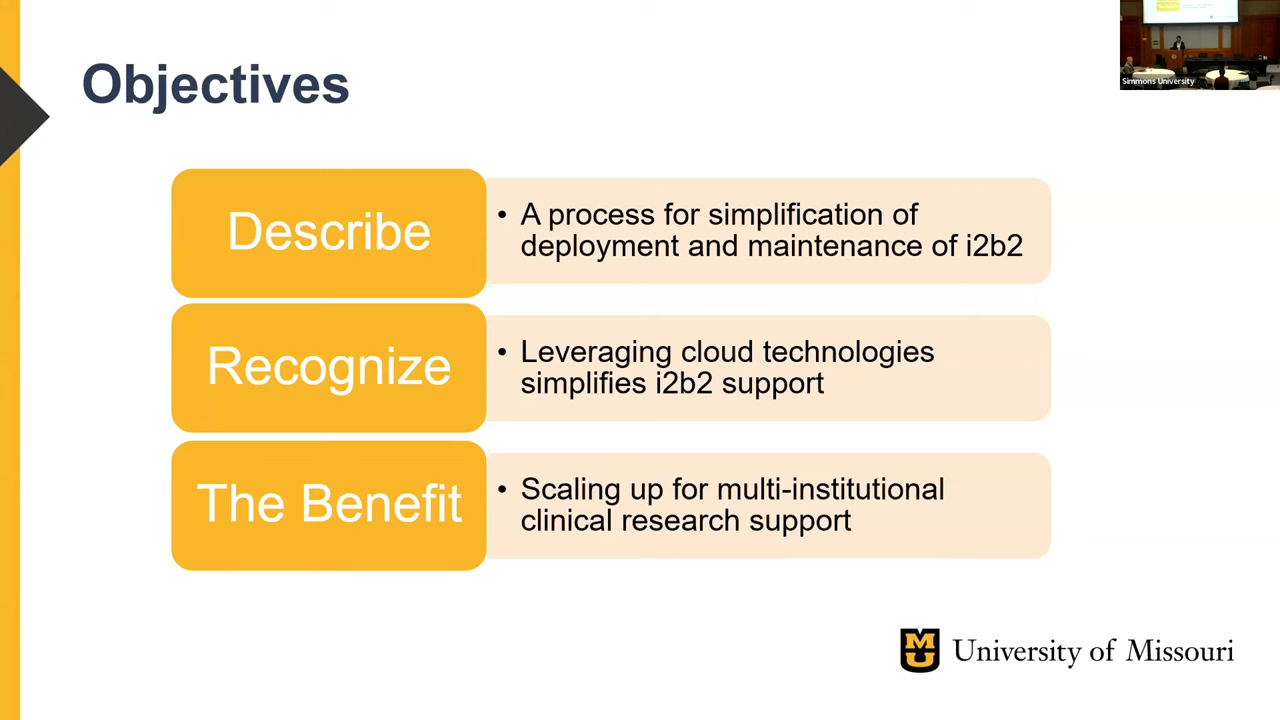 Objectives
Simmons University
Describe
• A process for simplification of
deployment and maintenance of i2b2
Recognize
• Leveraging cloud technologies
simplifies i2b2 support
The Benefit
• Scaling up for multi-institutional
clinical research support
MU
University of Missouri